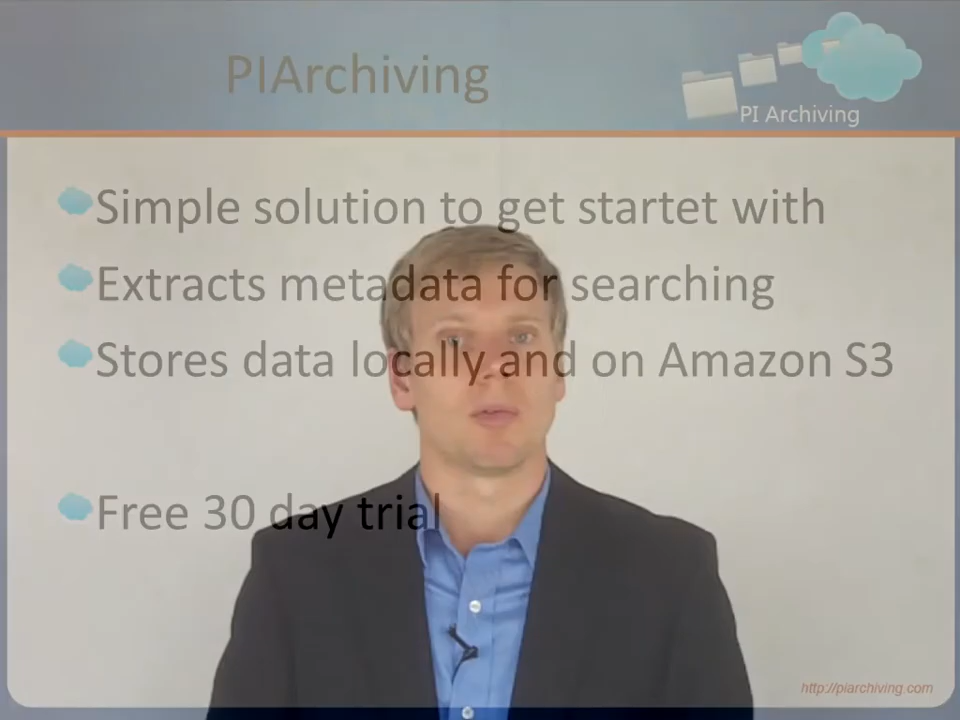 PIArchiving
PI Archiving
Simple solution to get startet with
Extracts metadata for searching
Stores data locally and on Amazon S3
Free 30 day trial
http://piarchiving.com